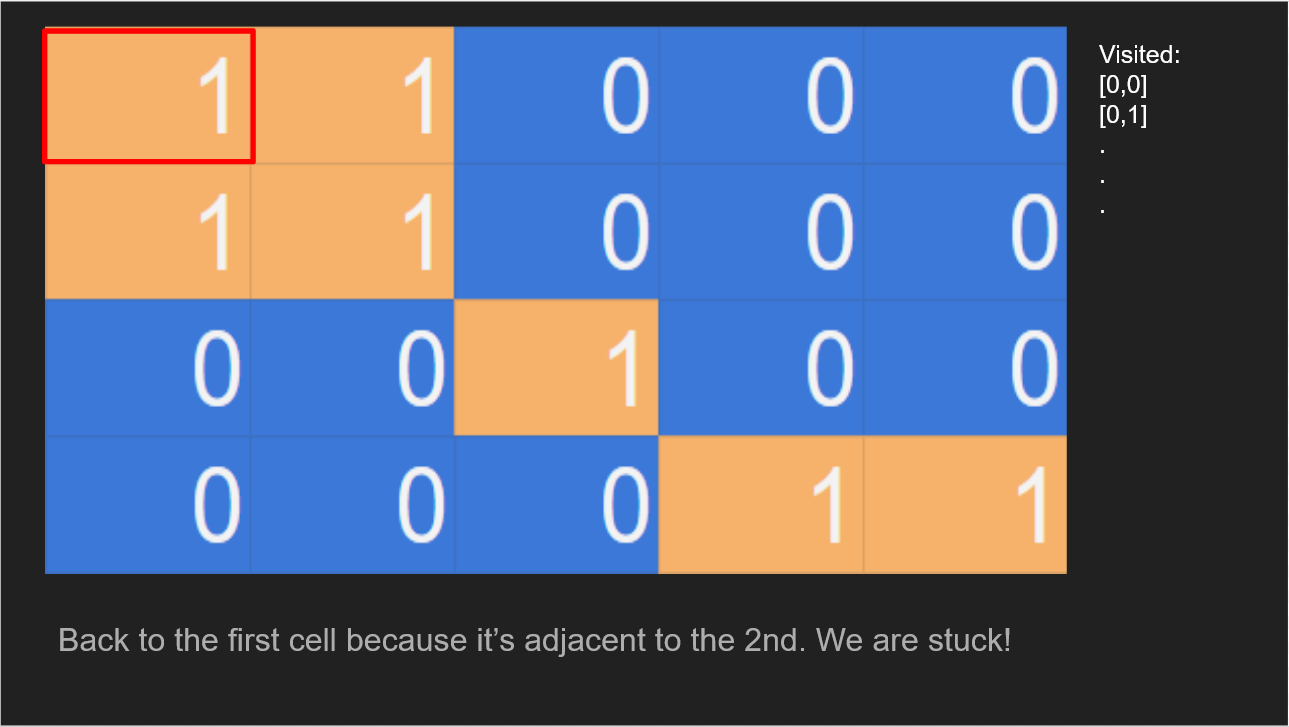 1 1 0 0 0
1 1 0 0 0
0 0 1 0 0
0 0 0 1 1
Visited:
[0,0]
[0,1]
.
.
.
Back to the first cell because it’s adjacent to the 2nd. We are stuck!